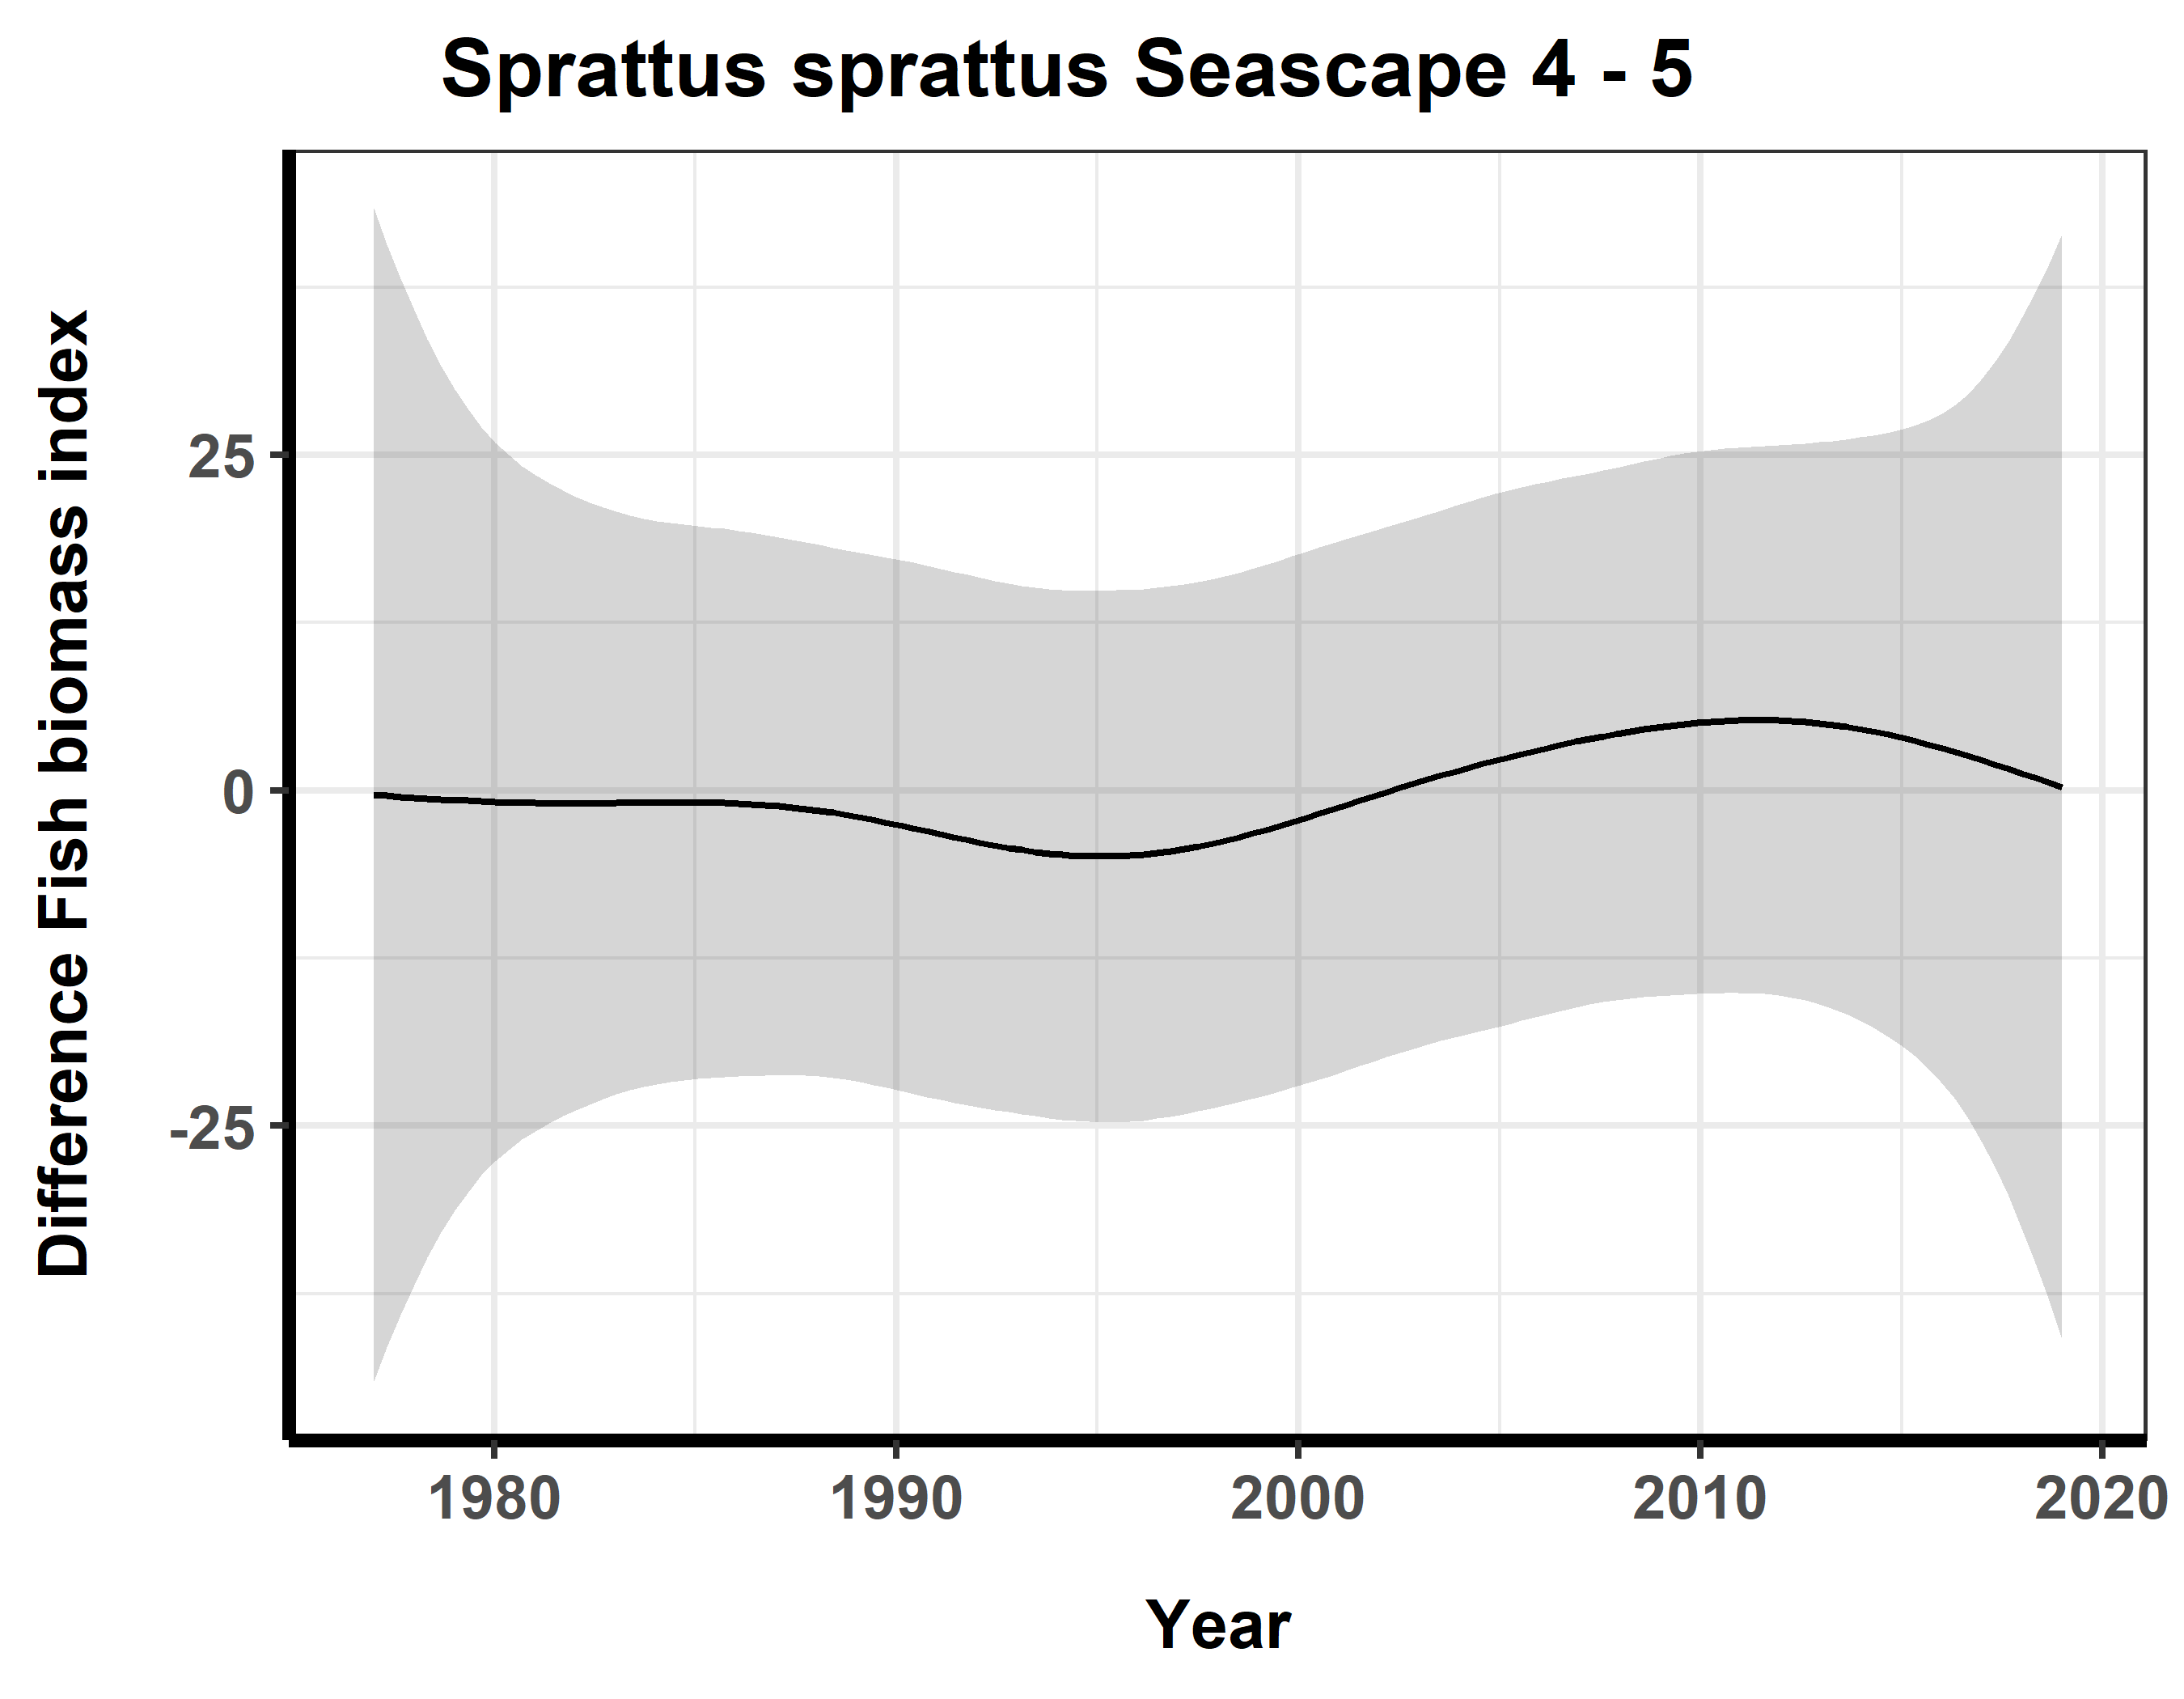 Sprattus sprattus Seascape 4 - 5
Difference Fish biomass index
25
0
-25
1980 1990 2000 2010 2020
Year